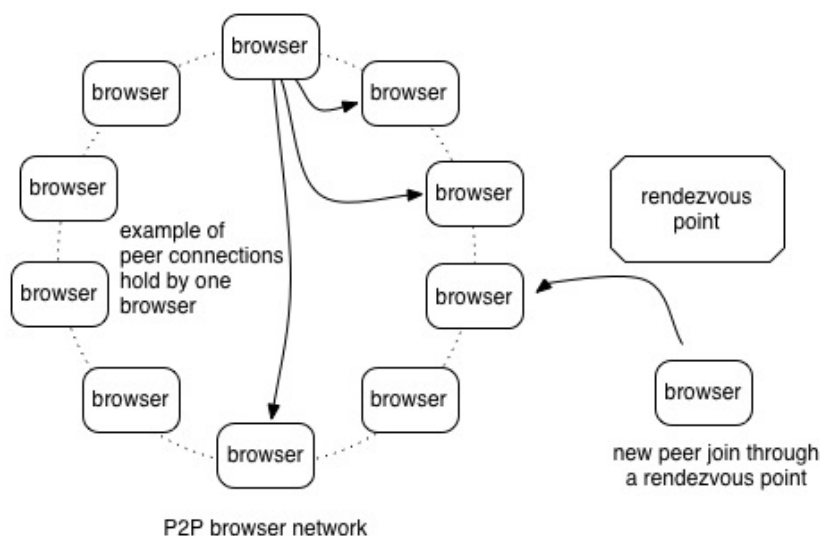 browser
browser
browser
browser
browser
rendezvous
point
example of
peer connections
hold by one
browser
browser
browser
browser
browser
browser
browser
new peer join through
a rendezvous point
P2P browser network